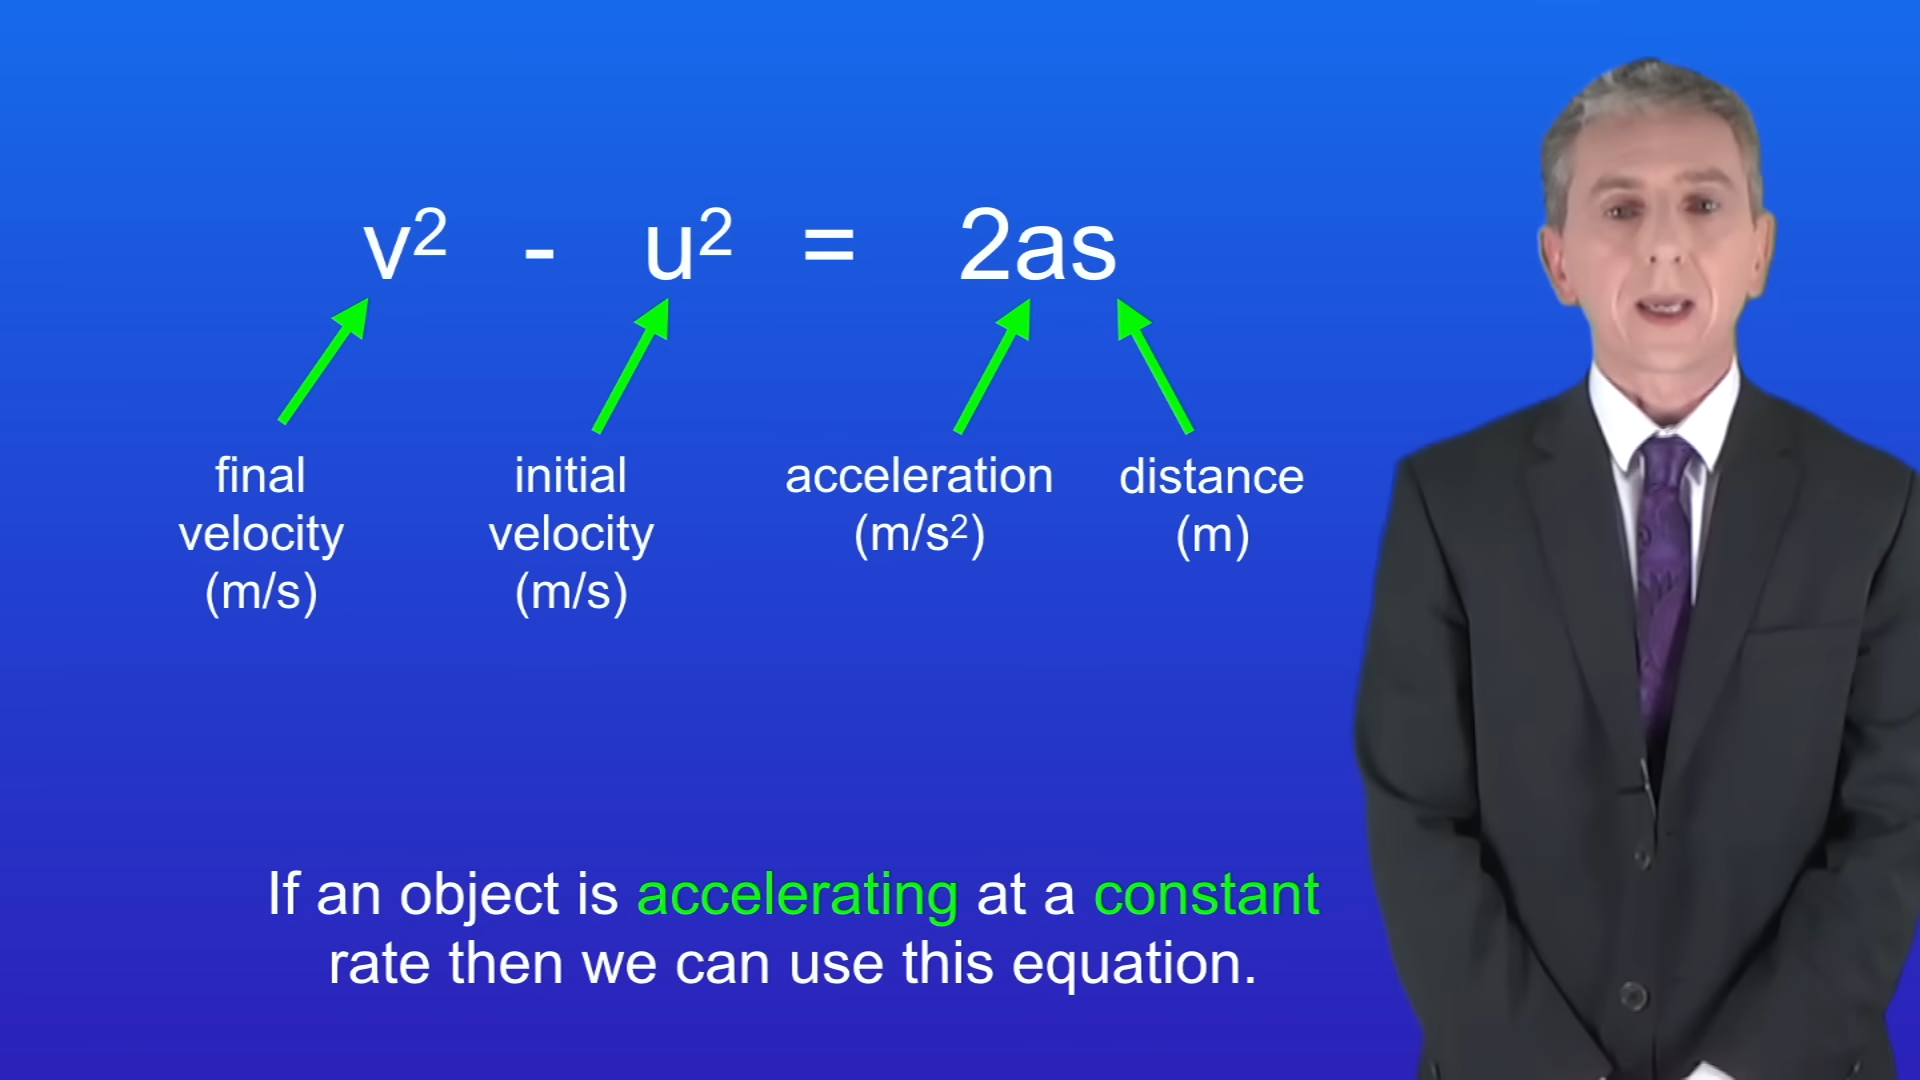 v² - u² = 2as
final velocity (m/s)
initial velocity (m/s)
acceleration (m/s²)
distance (m)
If an object is accelerating at a constant
rate then we can use this equation.